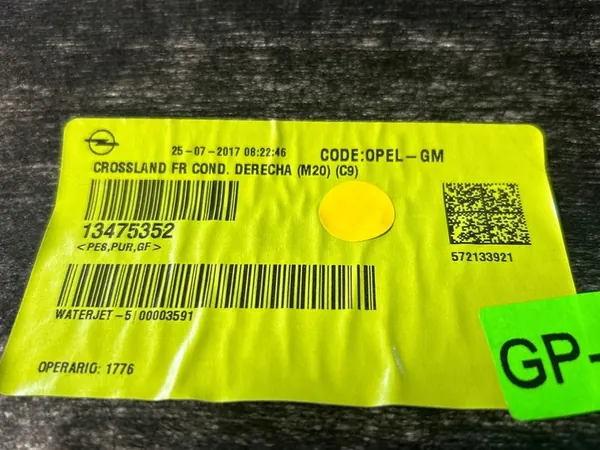 25-07-2017 08:22:46 CODE:OPEL-GM
CROSSLAND FR COND. DERECHA (M20) (C9)
13475352
<PE8,PUR,GF>
572133921
WATERJET-5|00003591
OPERARIO: 1776
GP-